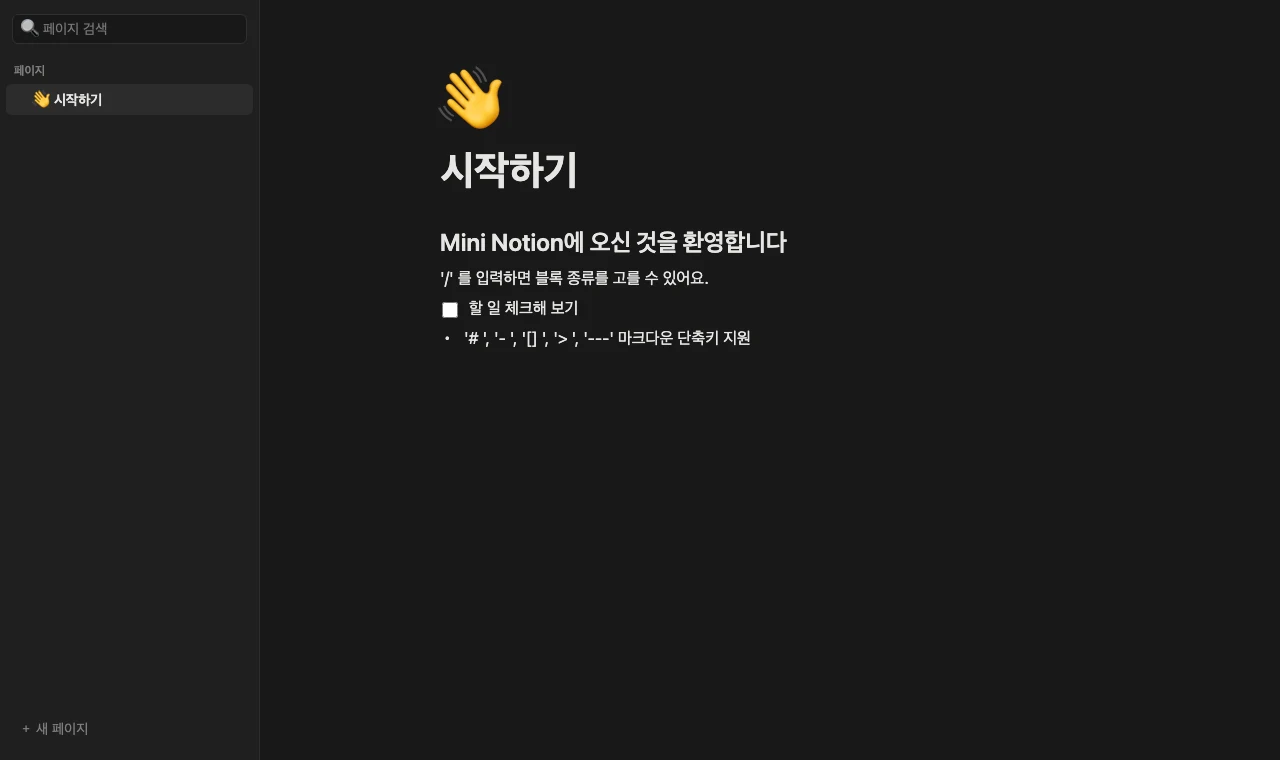 페이지 검색
페이지
시작하기
+ 새 페이지
시작하기
Mini Notion에 오신 것을 환영합니다
'/' 를 입력하면 블록 종류를 고를 수 있어요.
할 일 체크해 보기
• '# ', '- ', '[] ', '> ', '---' 마크다운 단축키 지원